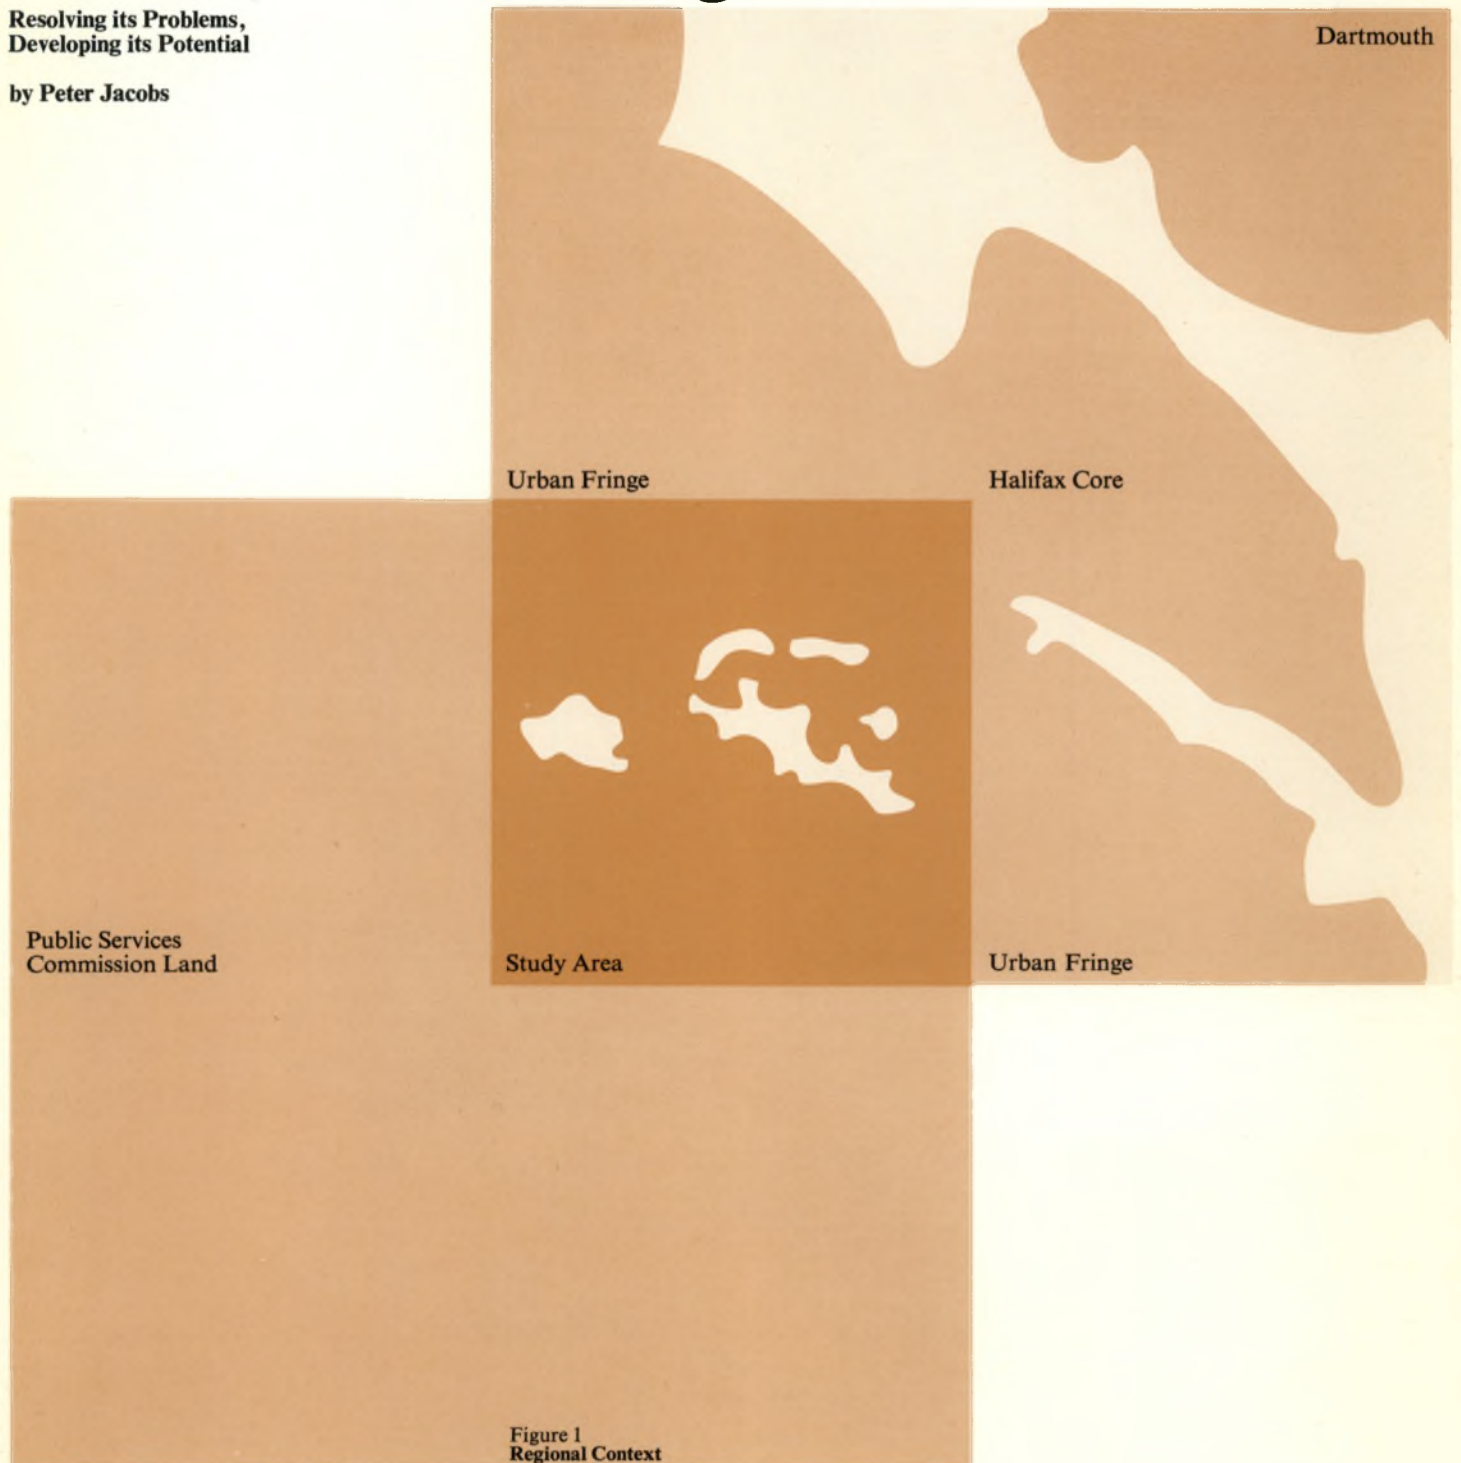 Resolving its Problems,
Developing its Potential
by Peter Jacobs
Dartmouth
Urban Fringe
Halifax Core
Public Services
Commission Land
Study Area
Urban Fringe
Figure 1
Regional Context